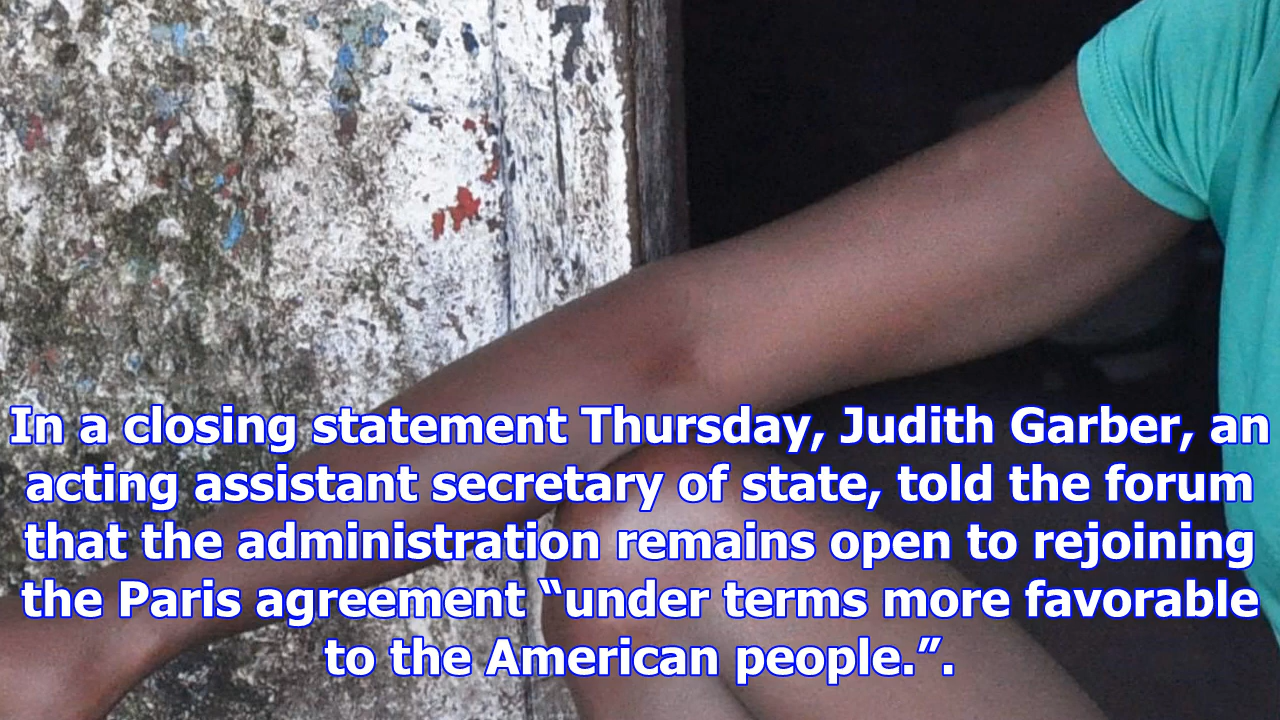 In a closing statement Thursday, Judith Garber, an
acting assistant secretary of state, told the forum
that the administration remains open to rejoining
the Paris agreement “under terms more favorable
to the American people.”.